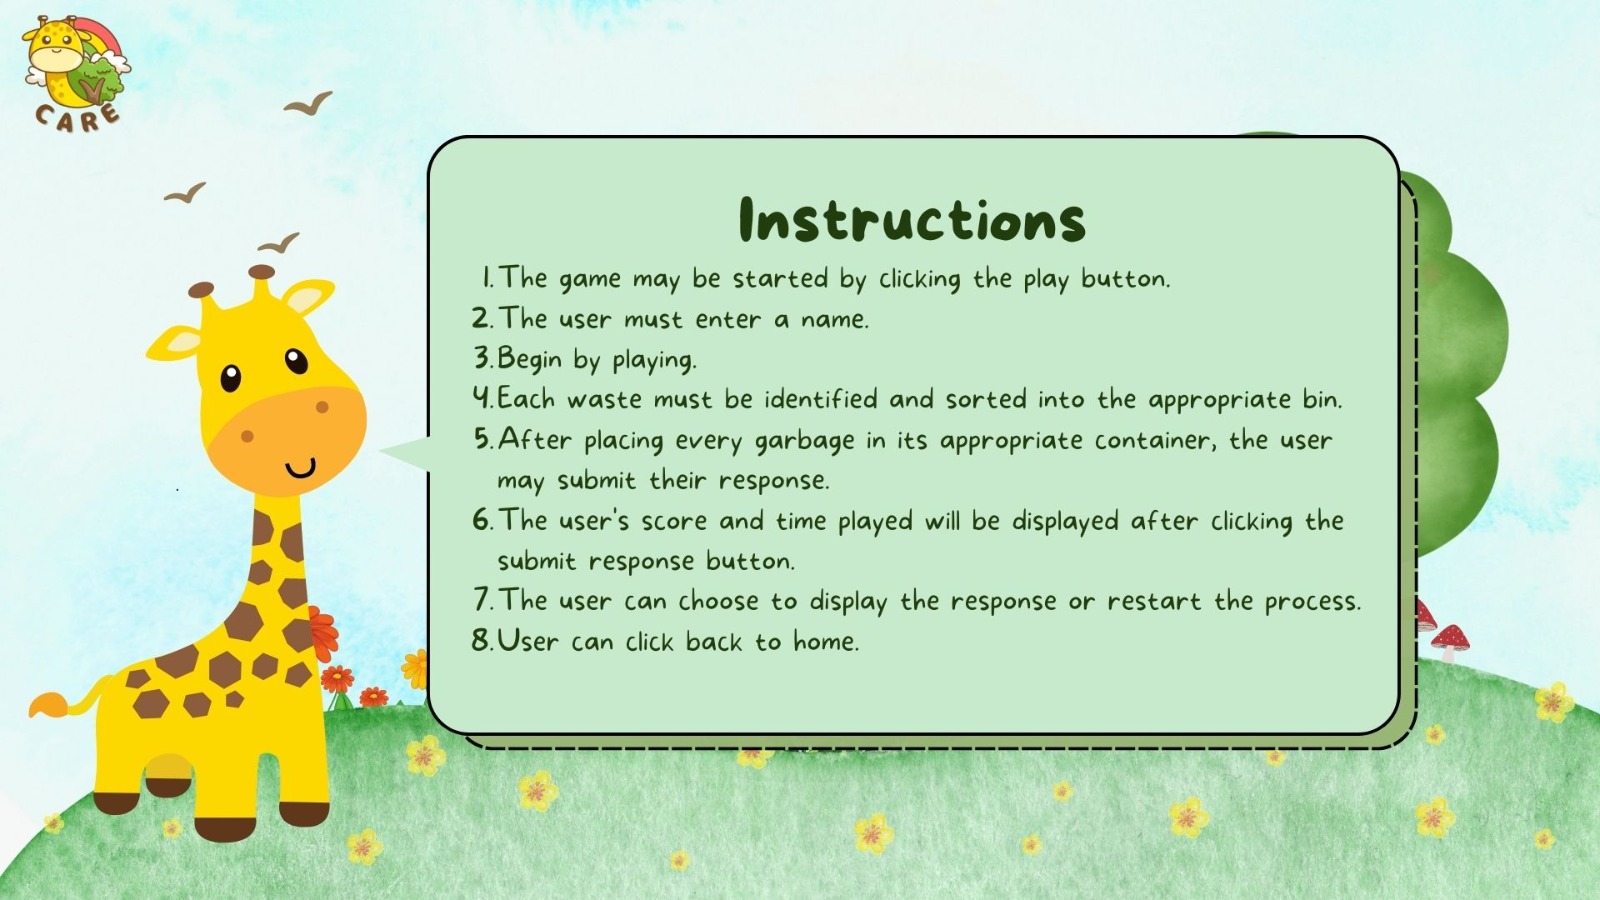 CARE
Instructions
1. The game may be started by clicking the play button.
2. The user must enter a name.
3. Begin by playing.
4. Each waste must be identified and sorted into the appropriate bin.
5. After placing every garbage in its appropriate container, the user
may submit their response.
6. The user's score and time played will be displayed after clicking the
submit response button.
7. The user can choose to display the response or restart the process.
8. User can click back to home.